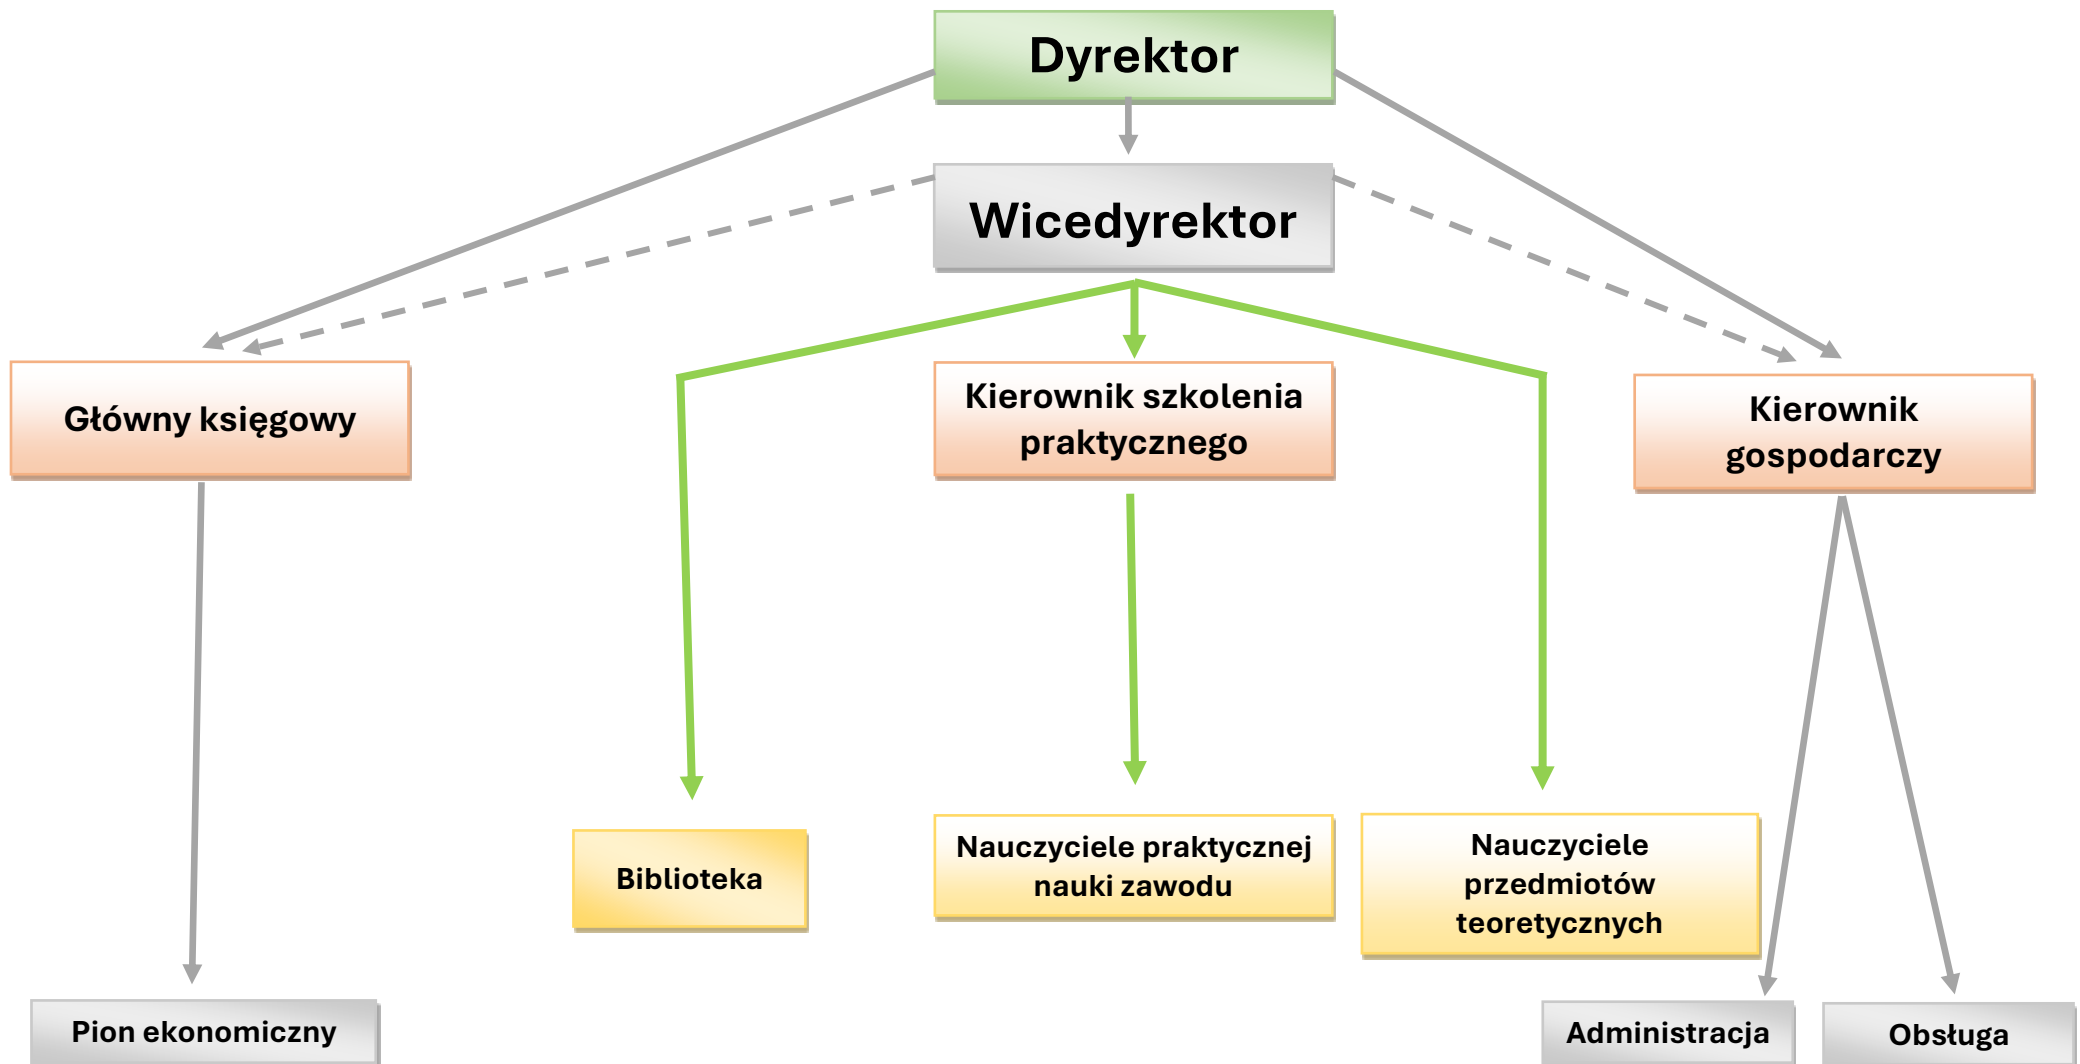 Dyrektor
Wicedyrektor
Główny księgowy
Kierownik szkolenia
praktycznego
Kierownik
gospodarczy
Biblioteka
Nauczyciele praktycznej
nauki zawodu
Nauczyciele
przedmiotów
teoretycznych
Pion ekonomiczny
Administracja
Obsługa